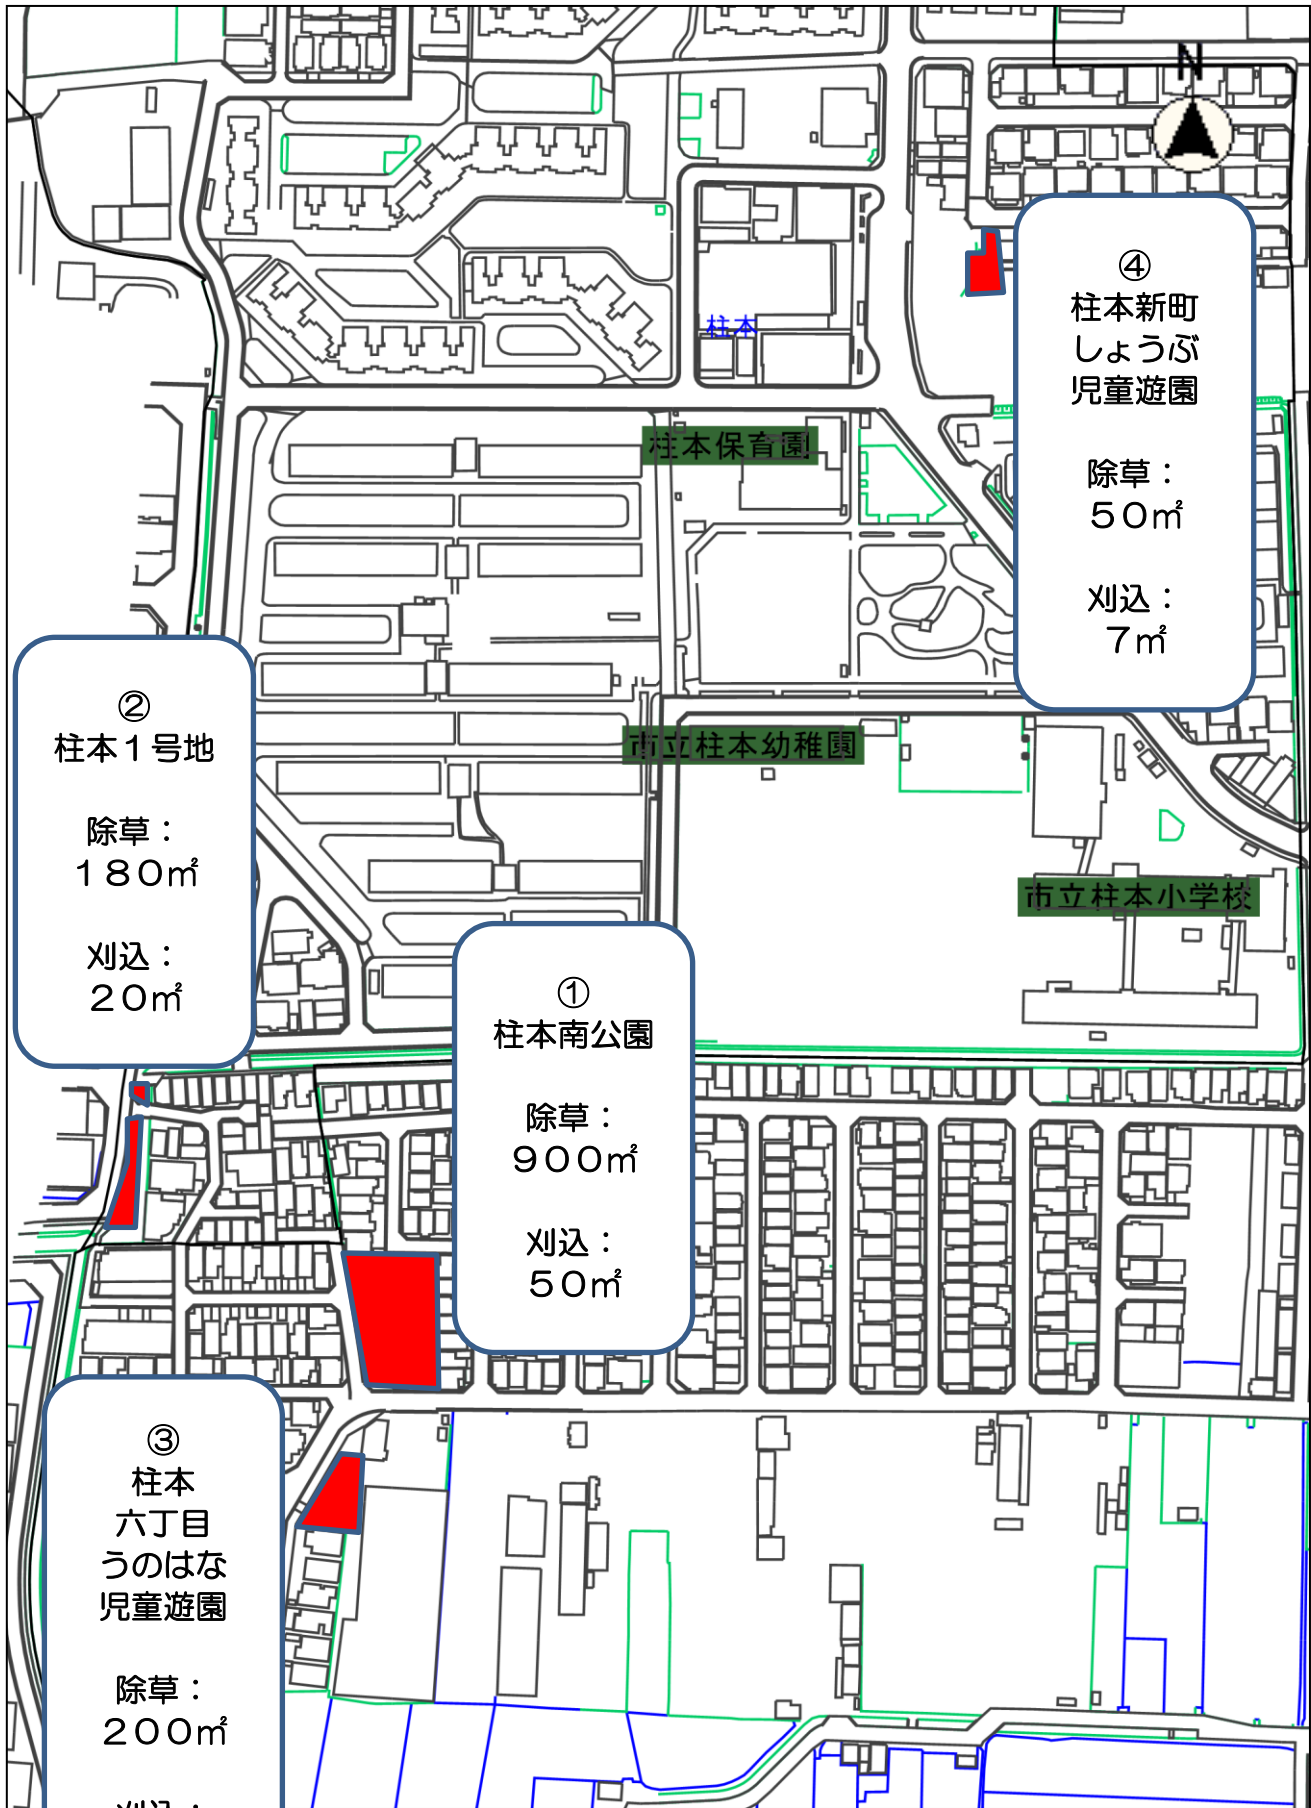 N
④
柱本新町
しょうぶ
児童遊園
除草：
５０㎡
刈込：
７㎡
柱本
柱本保育園
市立柱本幼稚園
市立柱本小学校
②
柱本１号地
除草：
１８０㎡
刈込：
２０㎡
①
柱本南公園
除草：
９００㎡
刈込：
５０㎡
③
柱本
六丁目
うのはな
児童遊園
除草：
２００㎡
刈込：